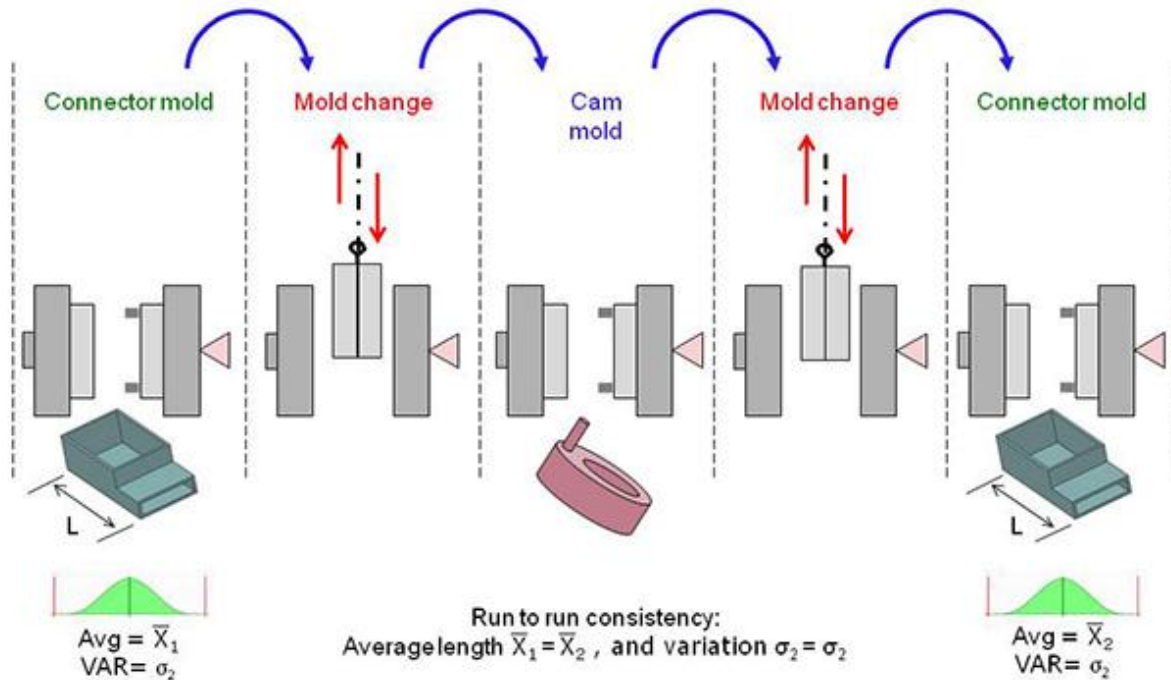 Connector mold
Mold change
Cam
mold
Mold change
Connector mold
L
L
Avg = X̅₁
VAR= σ₂
Run to run consistency:
Average length X̅₁ = X̅₂ , and variation σ₂ = σ₂
Avg = X̅₂
VAR= σ₂